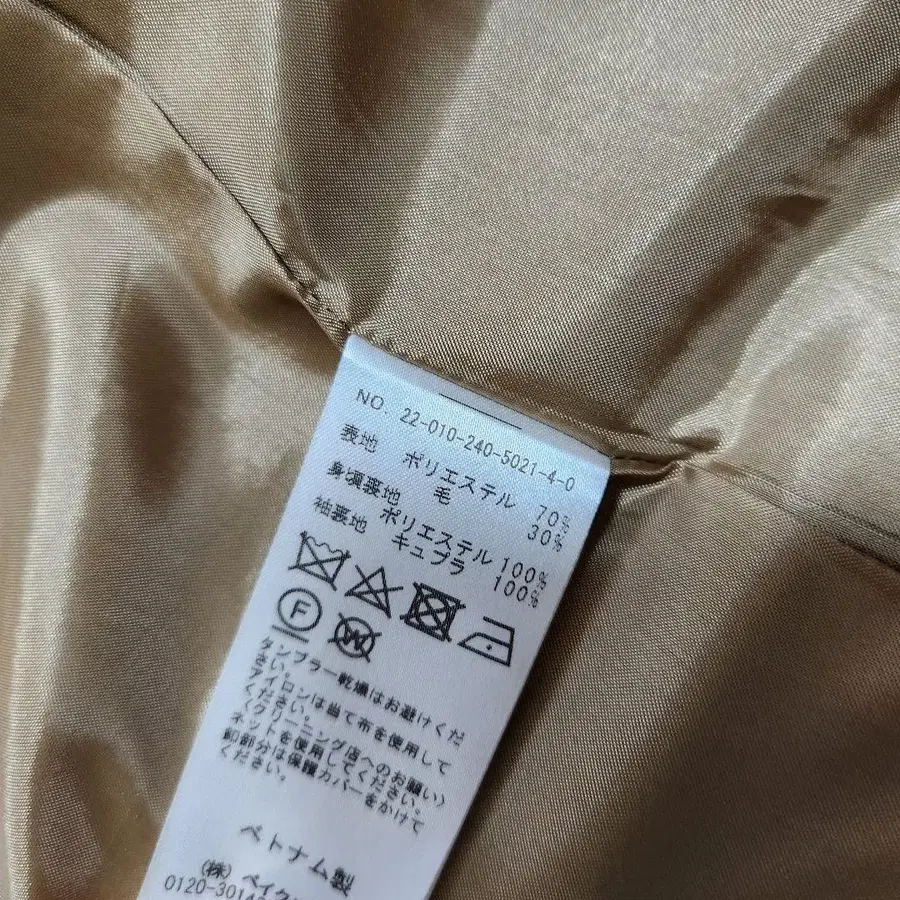 NO. 22-010-240-5021-4-0
表地 ポリエステル 70%
毛 30%
身頃裏地 ポリエステル 100%
袖裏地 キュプラ 100%
F
W
タンブラー乾燥はお避けください。
アイロンは当て布を使用してください。
(クリーニング店へのお願い)
ネットを使用してください。
釦部分は保護カバーをかけてください。
ベトナム製
(株) ベイク
0120-3014